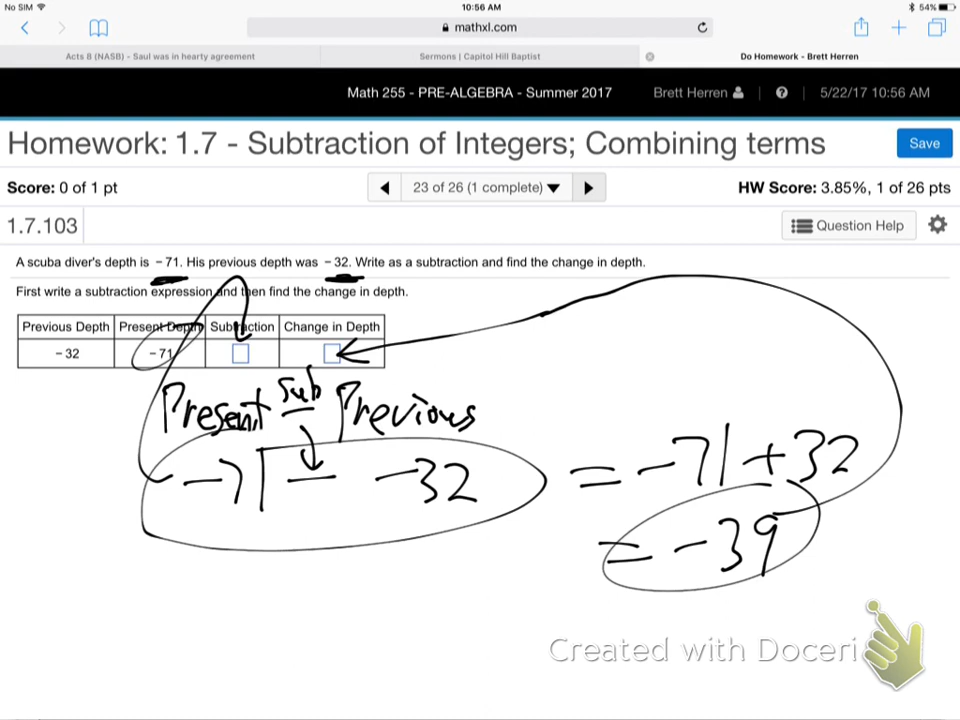 No SIM 10:56 AM 54%
mathxl.com
Acts 8 (NASB) - Saul was in hearty agreement Sermons | Capitol Hill Baptist Do Homework - Brett Herren
Math 255 - PRE-ALGEBRA - Summer 2017 Brett Herren | ? | 5/22/17 10:56 AM
Homework: 1.7 - Subtraction of Integers; Combining terms Save
Score: 0 of 1 pt 23 of 26 (1 complete) HW Score: 3.85%, 1 of 26 pts
1.7.103 Question Help
A scuba diver's depth is −71. His previous depth was −32. Write as a subtraction and find the change in depth.
First write a subtraction expression and then find the change in depth.
Previous Depth Present Depth Subtraction Change in Depth
−32 −71
sub
Present − Previous
−71 − −32 = −71 + 32
= −39
Created with Doceri